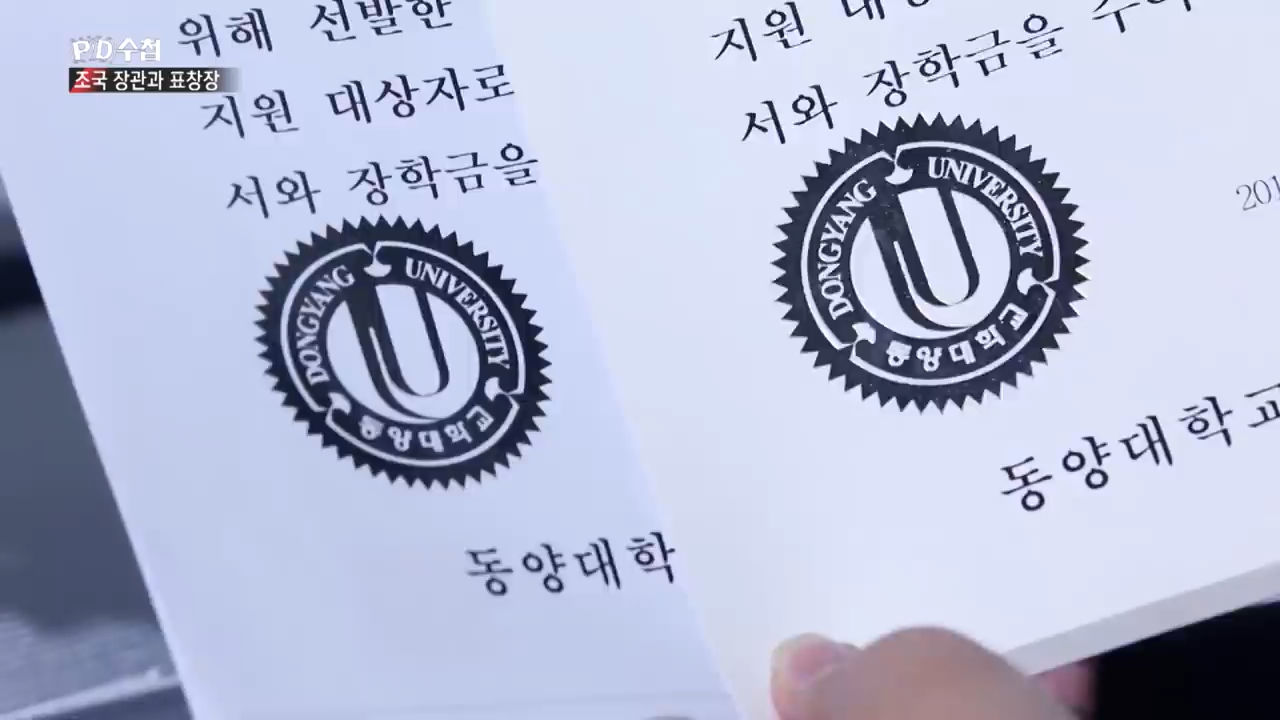 PD수첩
조국 장관과 표창장
위해 선발한
지원 대상자로
서와 장학금을
DONGYANG UNIVERSITY
U
동양대학교
동양대학
지원
서와 장학금을
201
DONGYANG UNIVERSITY
U
동양대학교
동양대학교